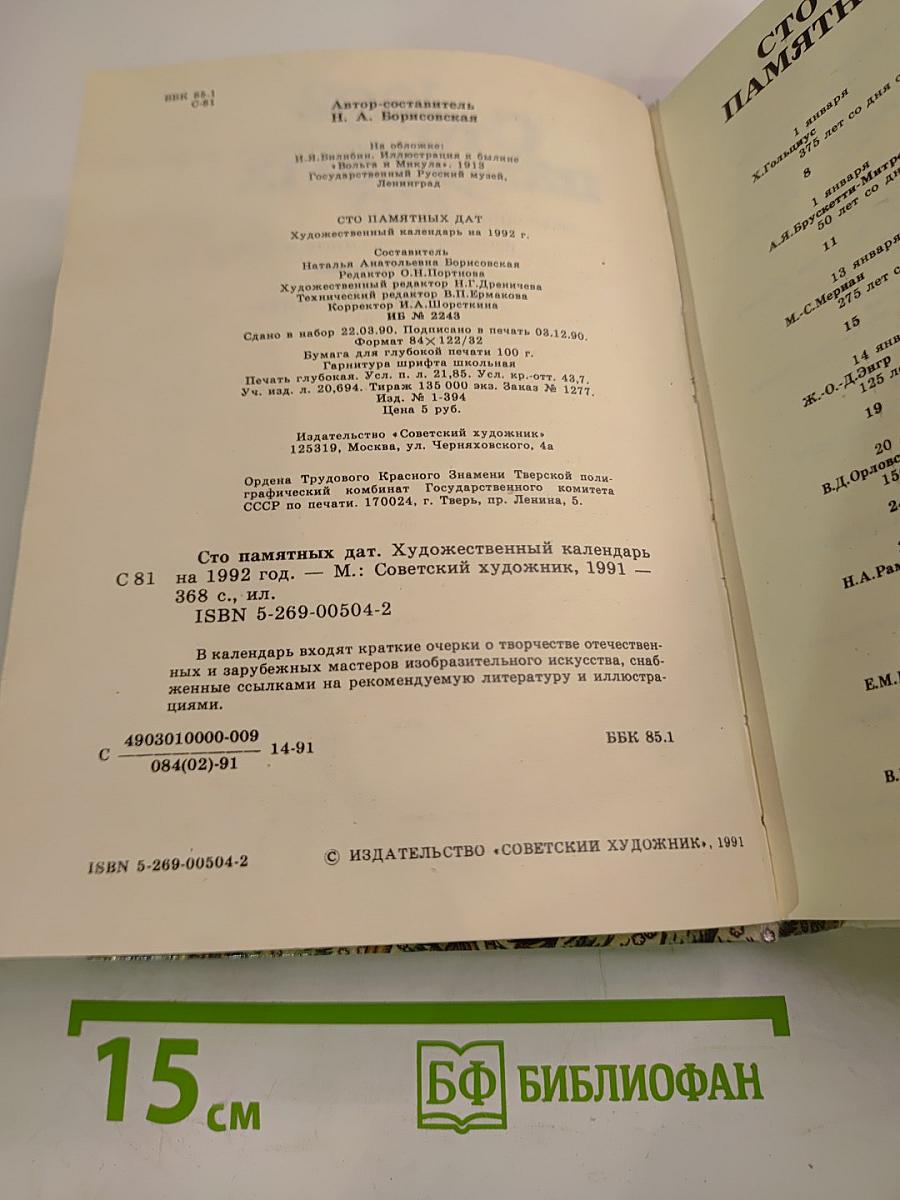 ББК 85.1
С-81
Автор-составитель
Н. А. Борисовская
На обложке:
И.Я.Билибин. Иллюстрация к былине
«Вольга и Микула». 1913
Государственный Русский музей,
Ленинград
СТО ПАМЯТНЫХ ДАТ
Художественный календарь на 1992 г.
Составитель
Наталья Анатольевна Борисовская
Редактор О.Н.Портнова
Художественный редактор Н.Г.Дреничева
Технический редактор В.П.Ермакова
Корректор И.А.Шорсткина
ИБ № 2243
Сдано в набор 22.03.90. Подписано в печать 03.12.90.
Формат 84×122/32
Бумага для глубокой печати 100 г.
Гарнитура шрифта школьная
Печать глубокая. Усл. п. л. 21,85. Усл. кр.-отт. 43,7.
Уч. изд. л. 20,694. Тираж 135 000 экз. Заказ № 1277.
Изд. № 1-394
Цена 5 руб.
Издательство «Советский художник»
125319, Москва, ул. Черняховского, 4а
Ордена Трудового Красного Знамени Тверской поли-
графический комбинат Государственного комитета
СССР по печати. 170024, г. Тверь, пр. Ленина, 5.
Сто памятных дат. Художественный календарь
С 81 на 1992 год. — М.: Советский художник, 1991 —
368 с., ил.
ISBN 5-269-00504-2
В календарь входят краткие очерки о творчестве отечествен-
ных и зарубежных мастеров изобразительного искусства, снаб-
женные ссылками на рекомендуемую литературу и иллюстра-
циями.
С 4903010000-009 14-91
084(02)-91
ББК 85.1
ISBN 5-269-00504-2
© ИЗДАТЕЛЬСТВО «СОВЕТСКИЙ ХУДОЖНИК», 1991
СТО
ПАМЯТН
1 января
Х.Гольциус
375 лет со дня с
8
1 января
А.Я.Брускетти-Митро
50 лет со дн
11
13 января
М.-С.Мериан
275 лет с
15
14 янв
Ж.-О.-Д.Энгр
125 ле
19
20
В.Д.Орловс
15
2
Н.А.Рам
Е.М.
В.
15 см
БФ БИБЛИОФАН